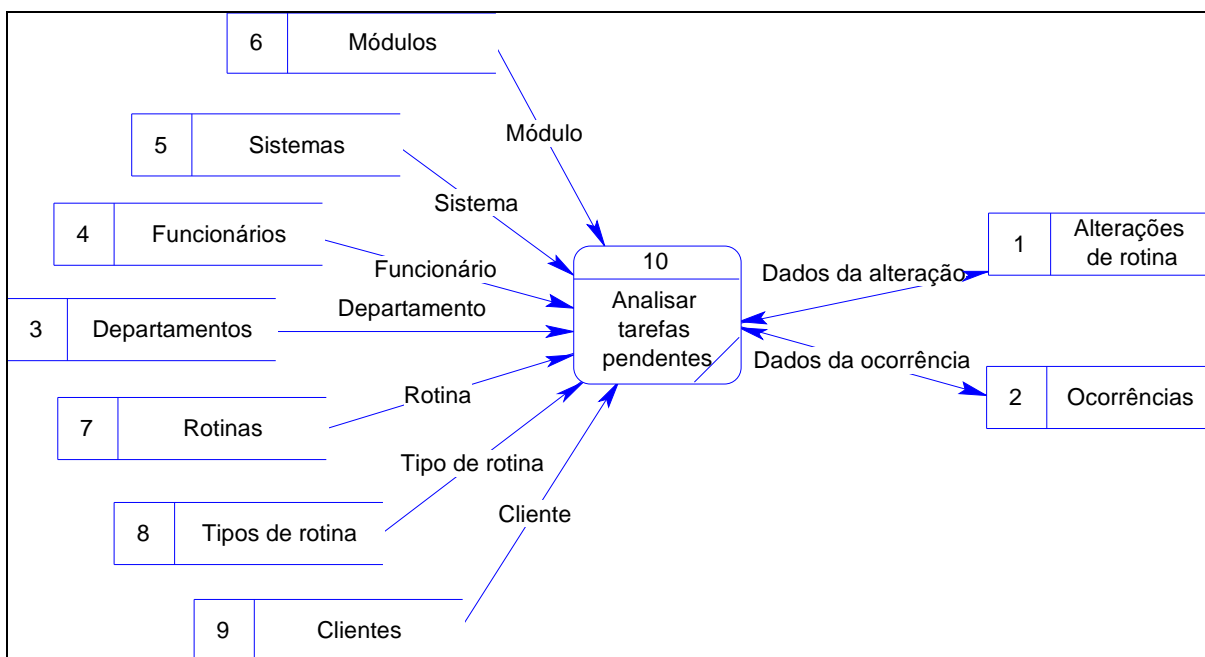 6
Módulos
Módulo
5
Sistemas
Sistema
4
Funcionários
Funcionário
3
Departamentos
Departamento
7
Rotinas
Rotina
8
Tipos de rotina
Tipo de rotina
9
Clientes
Cliente
10
Analisar
tarefas
pendentes
Dados da alteração
1
Alterações
de rotina
Dados da ocorrência
2
Ocorrências